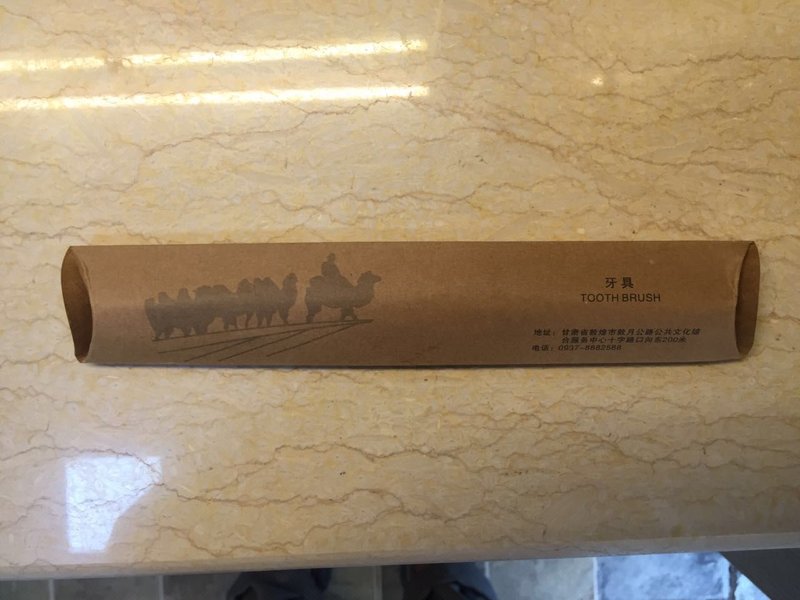 牙具
TOOTH BRUSH
地址：甘肃省敦煌市敦月公路公共文化综
合服务中心十字路口向东200米
电话：0937-8882588